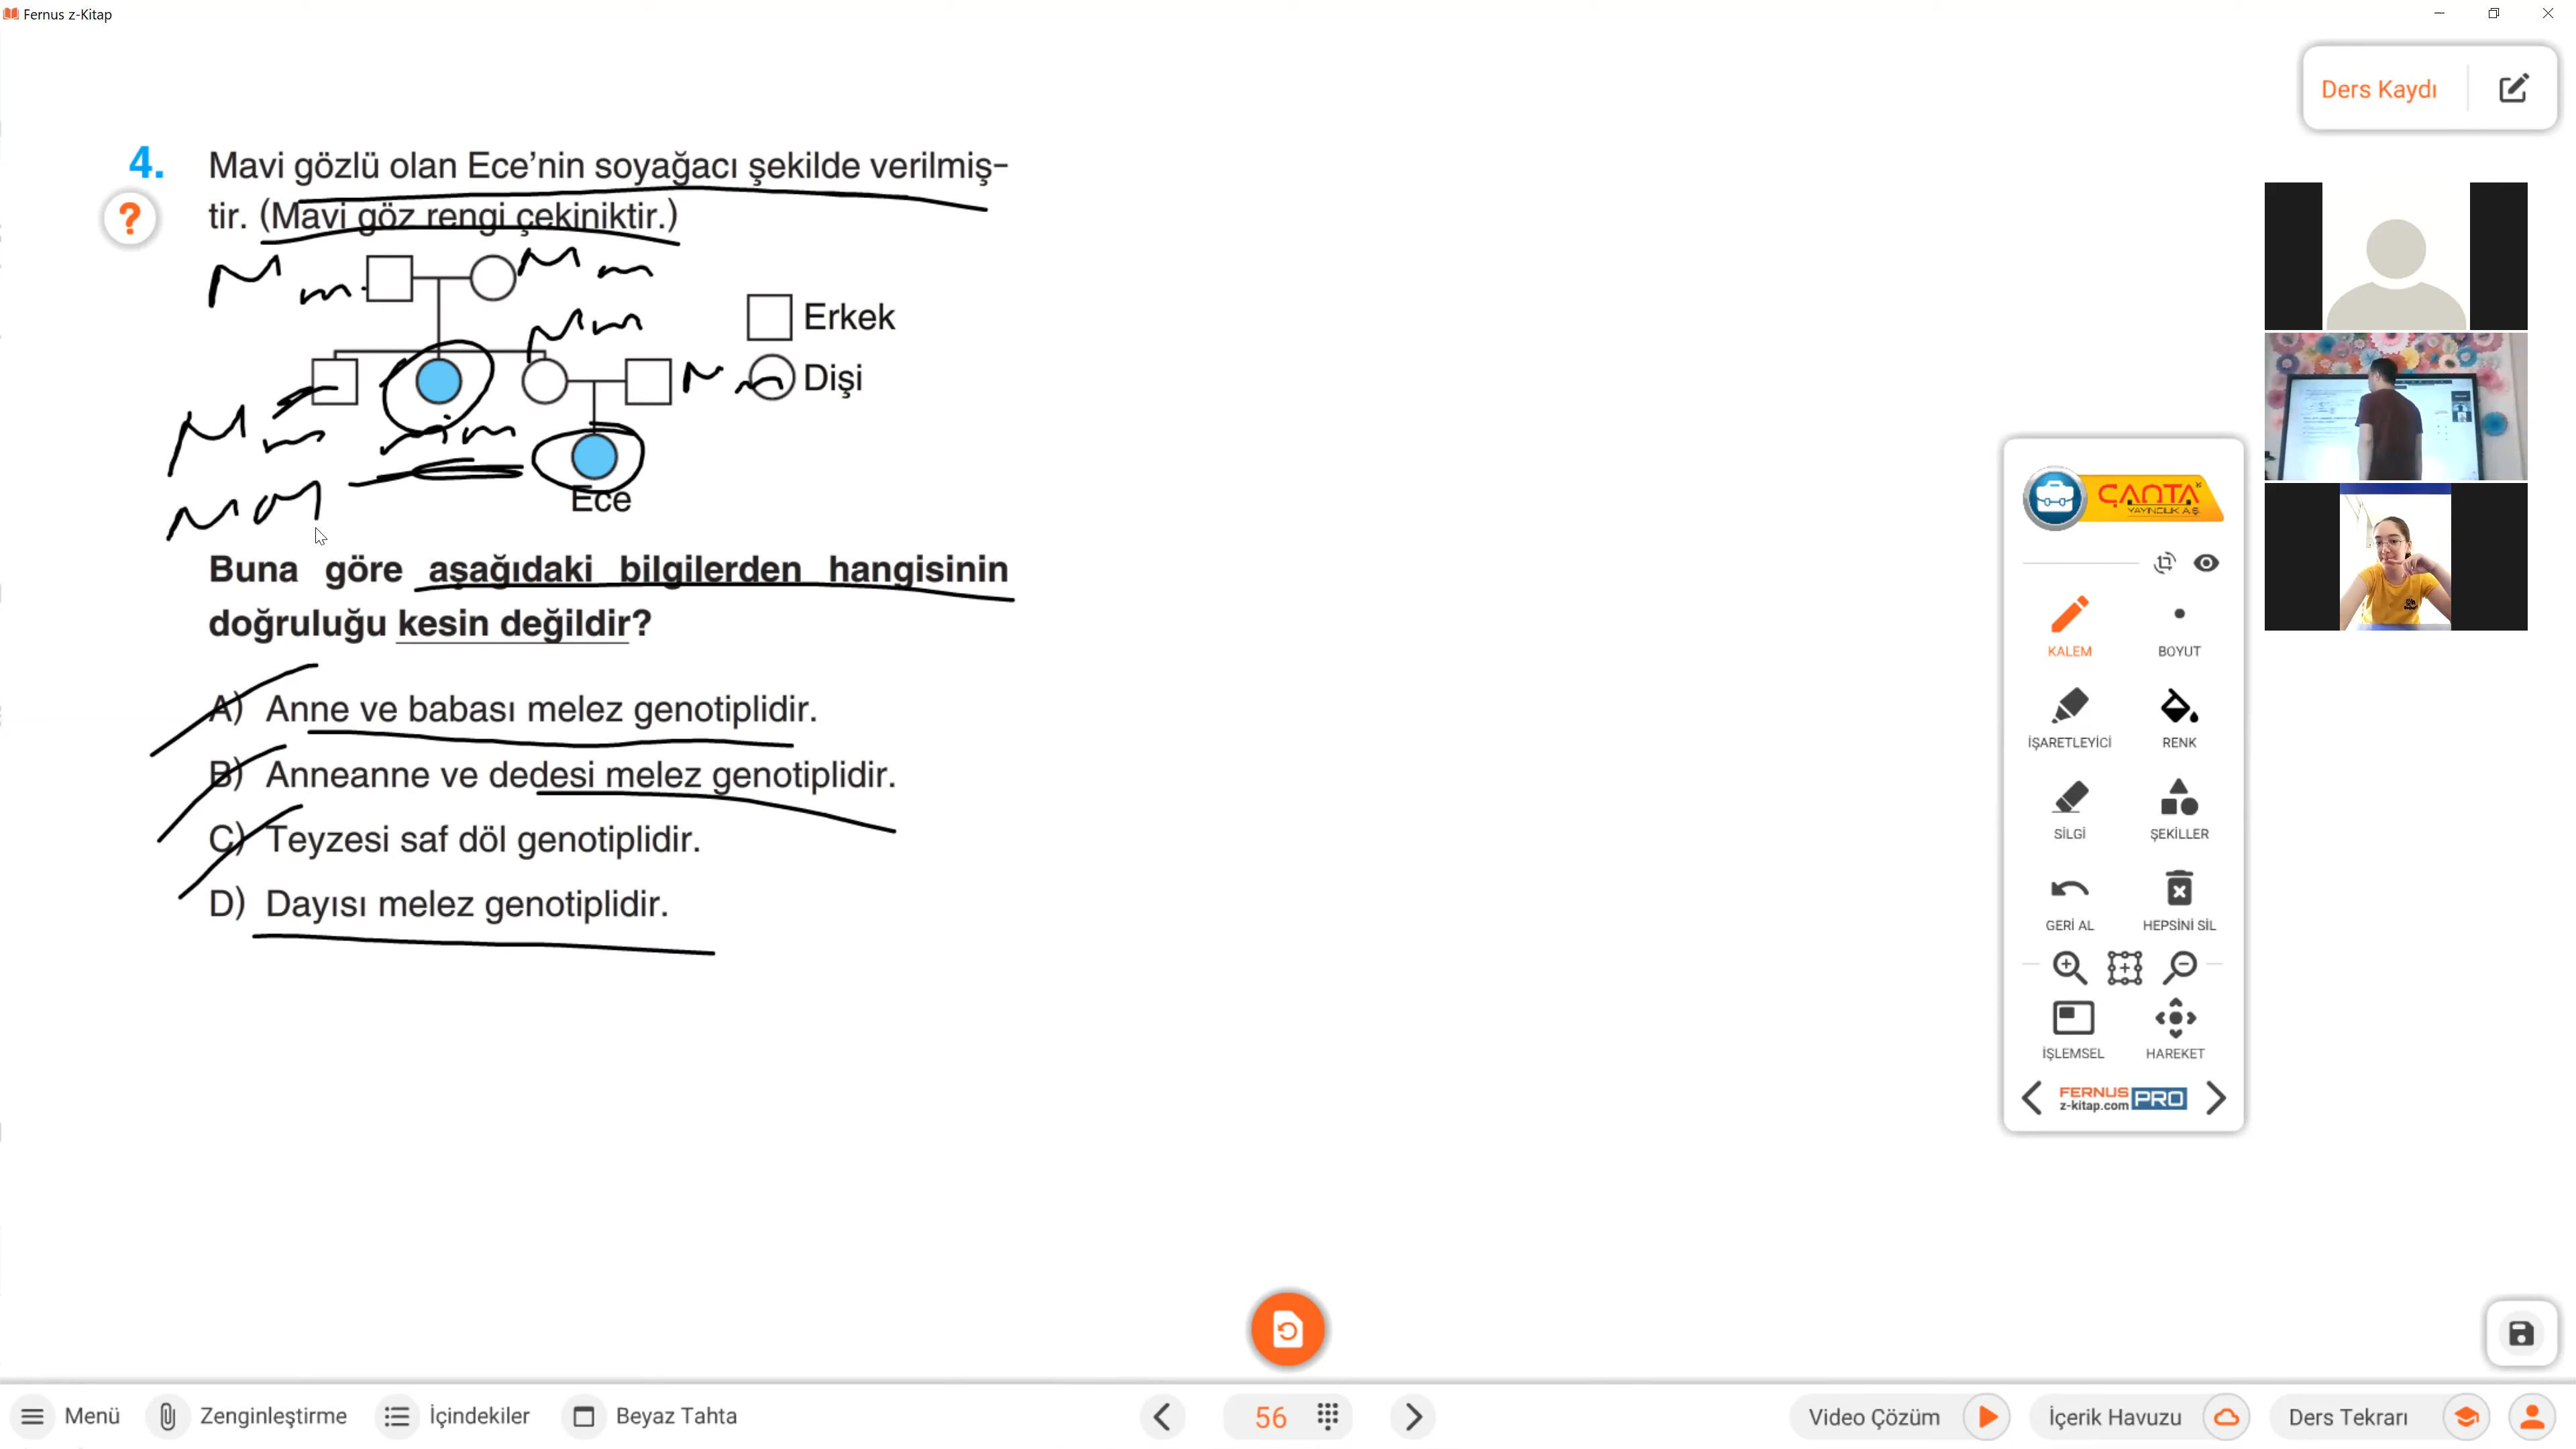 Fernus z-Kitap
Ders Kaydı
4. Mavi gözlü olan Ece'nin soyağacı şekilde verilmiş-
tir. (Mavi göz rengi çekiniktir.)
M m
M m
Mm
Erkek
M m
Dişi
M m
mm
Ece
Buna göre aşağıdaki bilgilerden hangisinin
doğruluğu kesin değildir?
A) Anne ve babası melez genotiplidir.
B) Anneanne ve dedesi melez genotiplidir.
C) Teyzesi saf döl genotiplidir.
D) Dayısı melez genotiplidir.
ÇANTA
YAYINCILIK A.Ş.
KALEM
BOYUT
İŞARETLEYİCİ
RENK
SİLGİ
ŞEKİLLER
GERİ AL
HEPSİNİ SİL
İŞLEMSEL
HAREKET
FERNUS PRO
z-kitap.com
Menü
Zenginleştirme
İçindekiler
Beyaz Tahta
56
Video Çözüm
İçerik Havuzu
Ders Tekrarı